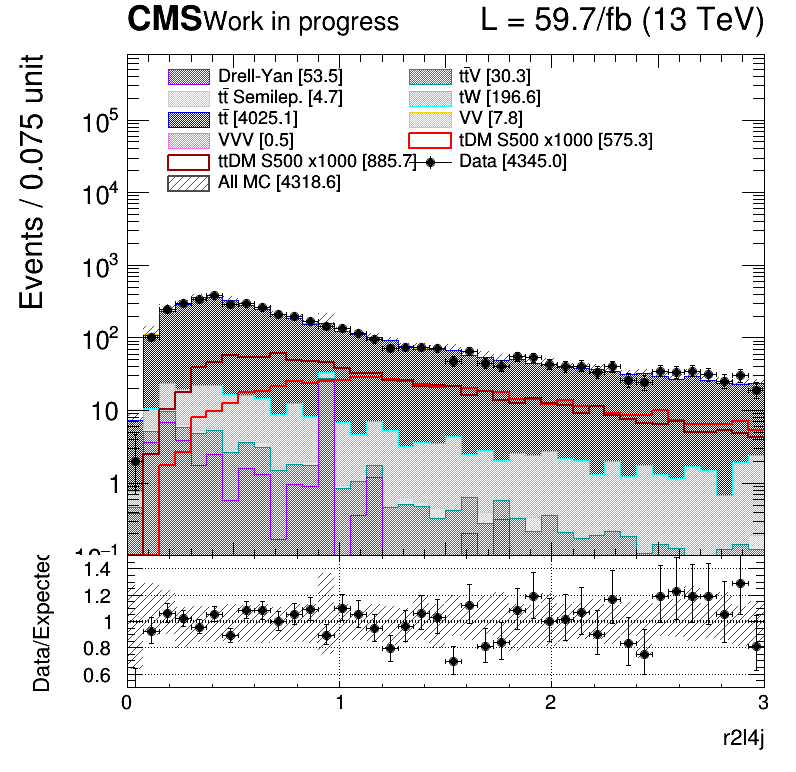 CMS Work in progress L = 59.7/fb (13 TeV)
Events / 0.075 unit
Drell-Yan [53.5] tt̄V [30.3]
tt̄ Semilep. [4.7] tW [196.6]
tt̄ [4025.1] VV [7.8]
VVV [0.5] tDM S500 x1000 [575.3]
ttDM S500 x1000 [885.7] Data [4345.0]
All MC [4318.6]
10⁵
10⁴
10³
10²
10
1
10⁻¹
Data/Expected
1.4
1.2
1
0.8
0.6
0 1 2 3
r2l4j